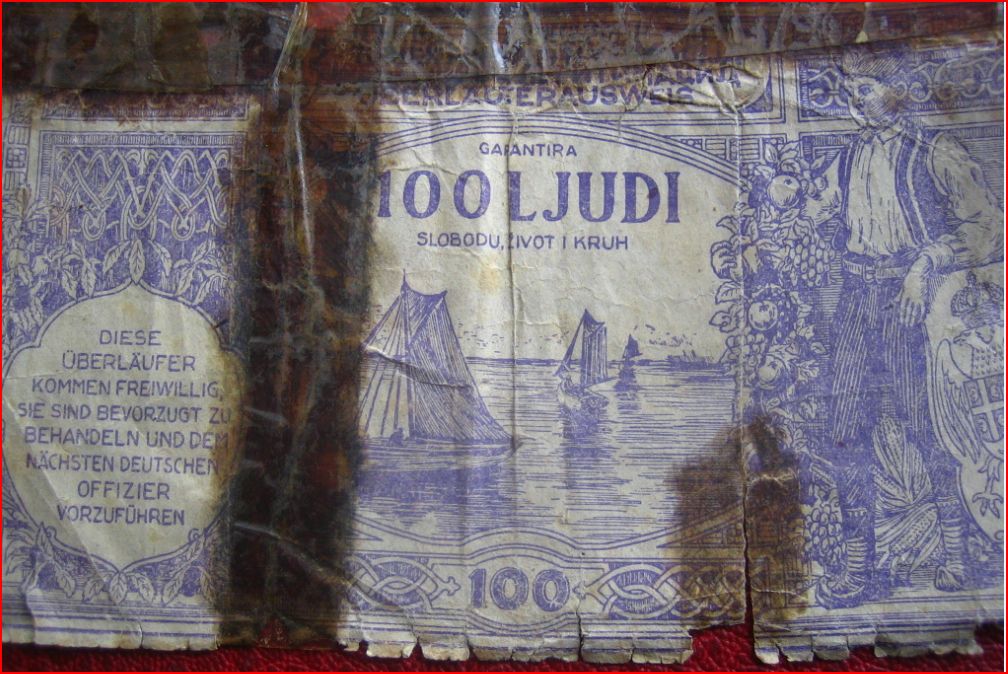 ÜBERLÄUFERAUSWEIS
GARANTIRA
100 LJUDI
SLOBODU, ŽIVOT I KRUH
DIESE
ÜBERLÄUFER
KOMMEN FREIWILLIG,
SIE SIND BEVORZUGT ZU
BEHANDELN UND DEM
NÄCHSTEN DEUTSCHEN
OFFIZIER
VORZUFÜHREN
100